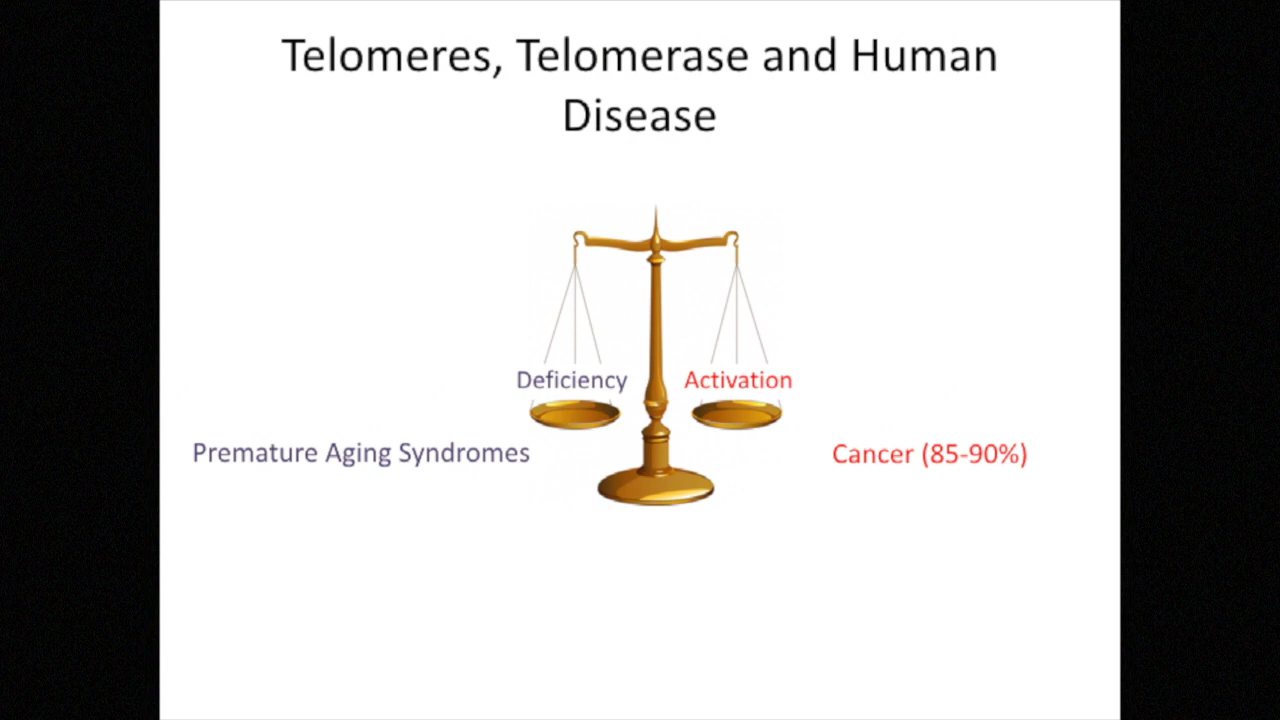 Telomeres, Telomerase and Human
Disease
Deficiency
Activation
Premature Aging Syndromes
Cancer (85-90%)